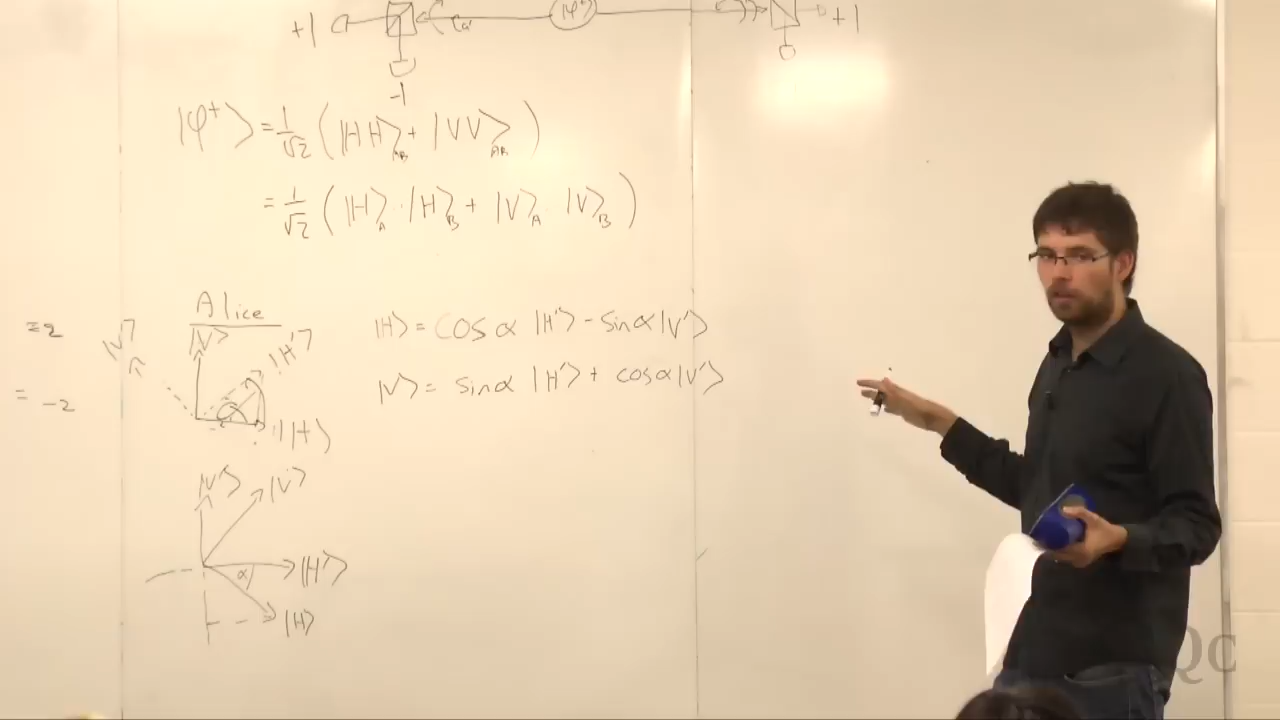 +1
|φ⁺⟩
+1
-1
|φ⁺⟩ = 1/√2 ( |HH⟩_AB + |VV⟩_AB )
= 1/√2 ( |H⟩_A · |H⟩_B + |V⟩_A · |V⟩_B )
=2
= -2
Alice
|V⟩
|V'⟩
|H'⟩
|H⟩
|H⟩ = cos α |H'⟩ - sin α |V'⟩
|V⟩ = sin α |H'⟩ + cos α |V'⟩
|V'⟩
|V⟩
α
|H'⟩
|H⟩
QC